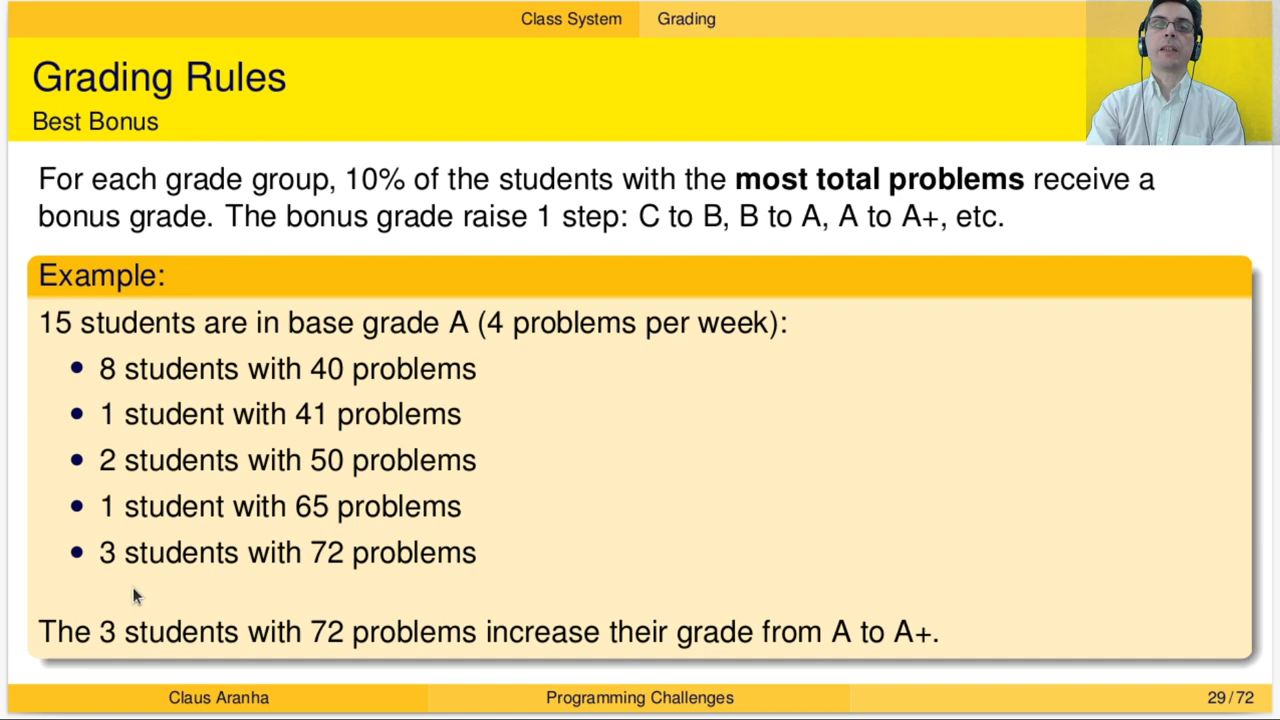 Class System Grading
Grading Rules
Best Bonus
For each grade group, 10% of the students with the most total problems receive a
bonus grade. The bonus grade raise 1 step: C to B, B to A, A to A+, etc.
Example:
15 students are in base grade A (4 problems per week):
• 8 students with 40 problems
• 1 student with 41 problems
• 2 students with 50 problems
• 1 student with 65 problems
• 3 students with 72 problems
The 3 students with 72 problems increase their grade from A to A+.
Claus Aranha Programming Challenges 29 / 72